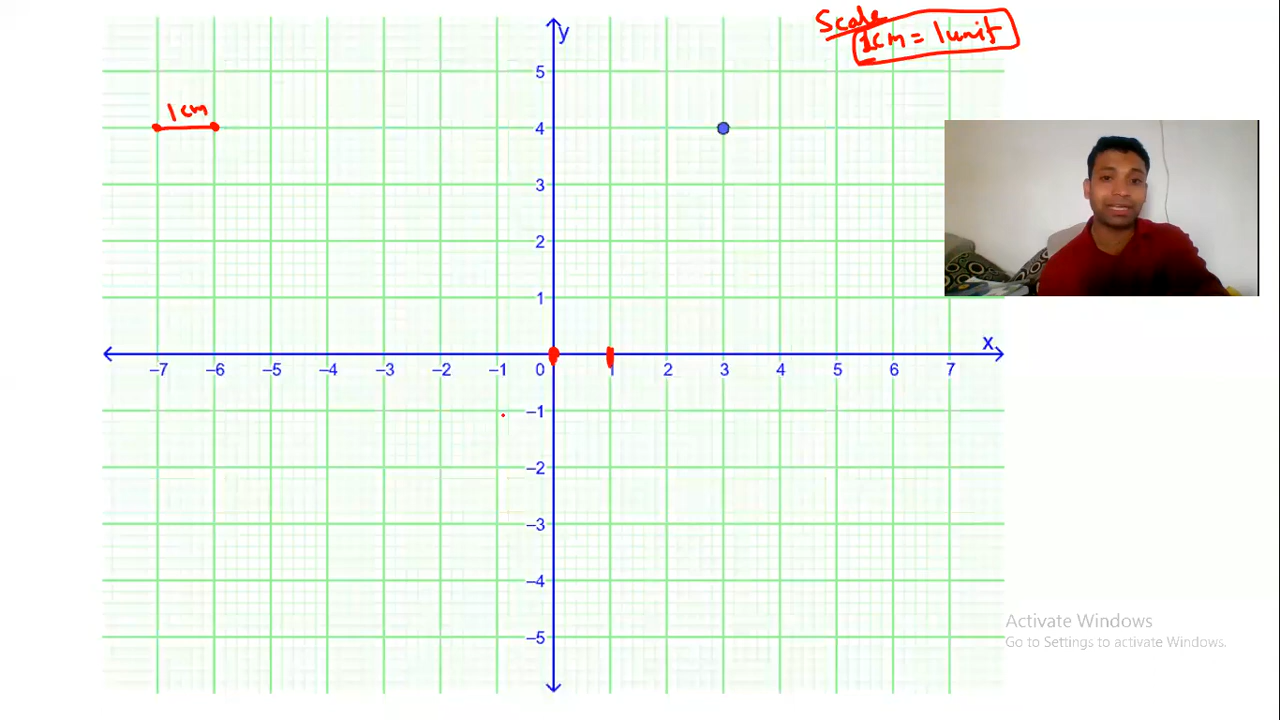 Scale
1cm = 1unit
y
5
1cm
4
3
2
1
x
-7 -6 -5 -4 -3 -2 -1 0 1 2 3 4 5 6 7
-1
-2
-3
-4
-5
Activate Windows
Go to Settings to activate Windows.